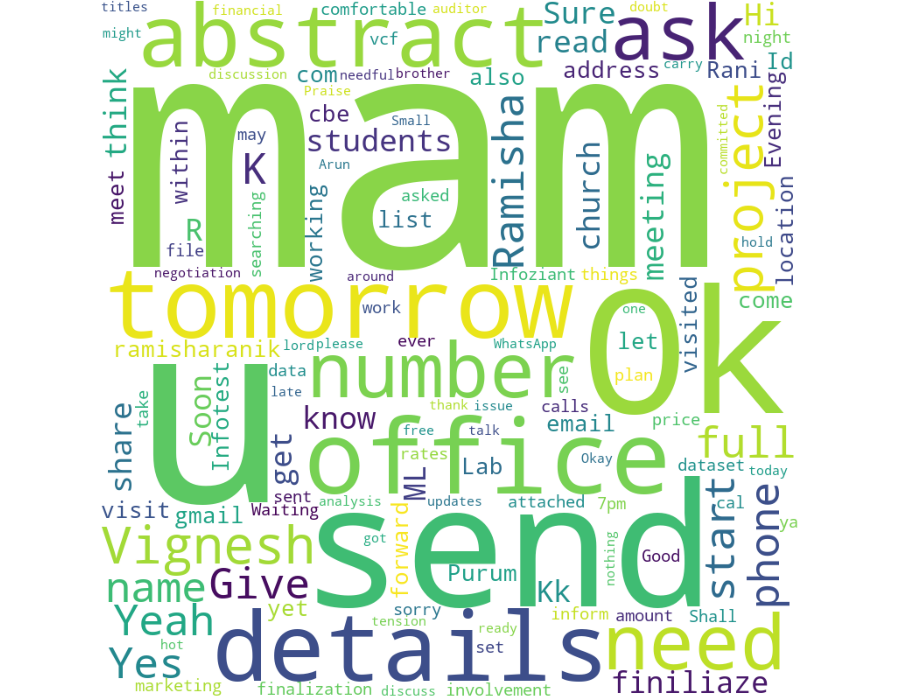 titles
financial
comfortable
auditor
Sure
doubt
Hi
might
abstract
vcf
read
ask
night
discussion
com
needful
brother
also
address
carry
Rani
Id
think
mam
Praise
cbe
Small
students
Ramisha
project
Evening
committed
within
may
K
Arun
church
meeting
meet
asked
list
R
searching
working
location
file
hold
negotiation
around
Infoziant
things
tomorrow
work
Ok
visited
come
one
let
ramisharanik
lord
please
ever
WhatsApp
number
see
plan
u
data
late
Soon
Infotest
take
share
know
thank
issue
calls
email
price
get
office
free
talk
full
rates
Lab
Okay
dataset
today
ML
sent
visit
gmail
Waiting
analysis
updates
attached
7pm
start
cal
phone
ya
Vignesh
send
forward
got
nothing
Good
name
Give
Purum
Kk
yet
sorry
inform
amount
Shall
Yeah
details
tension
ready
need
hot
Yes
set
marketing
finalization
discuss
involvement
finiliaze